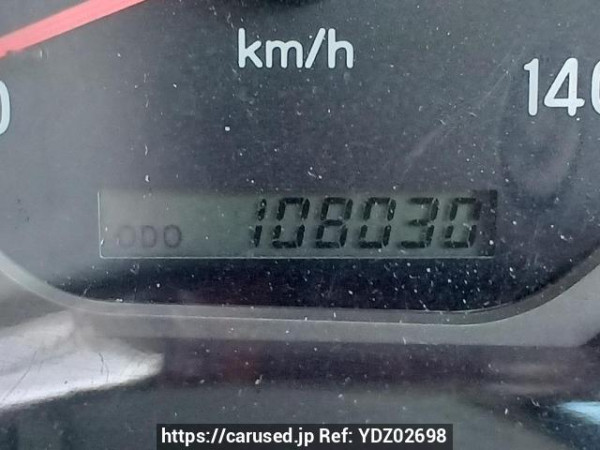 km/h
140
ODO 108030
https://carused.jp Ref: YDZ02698